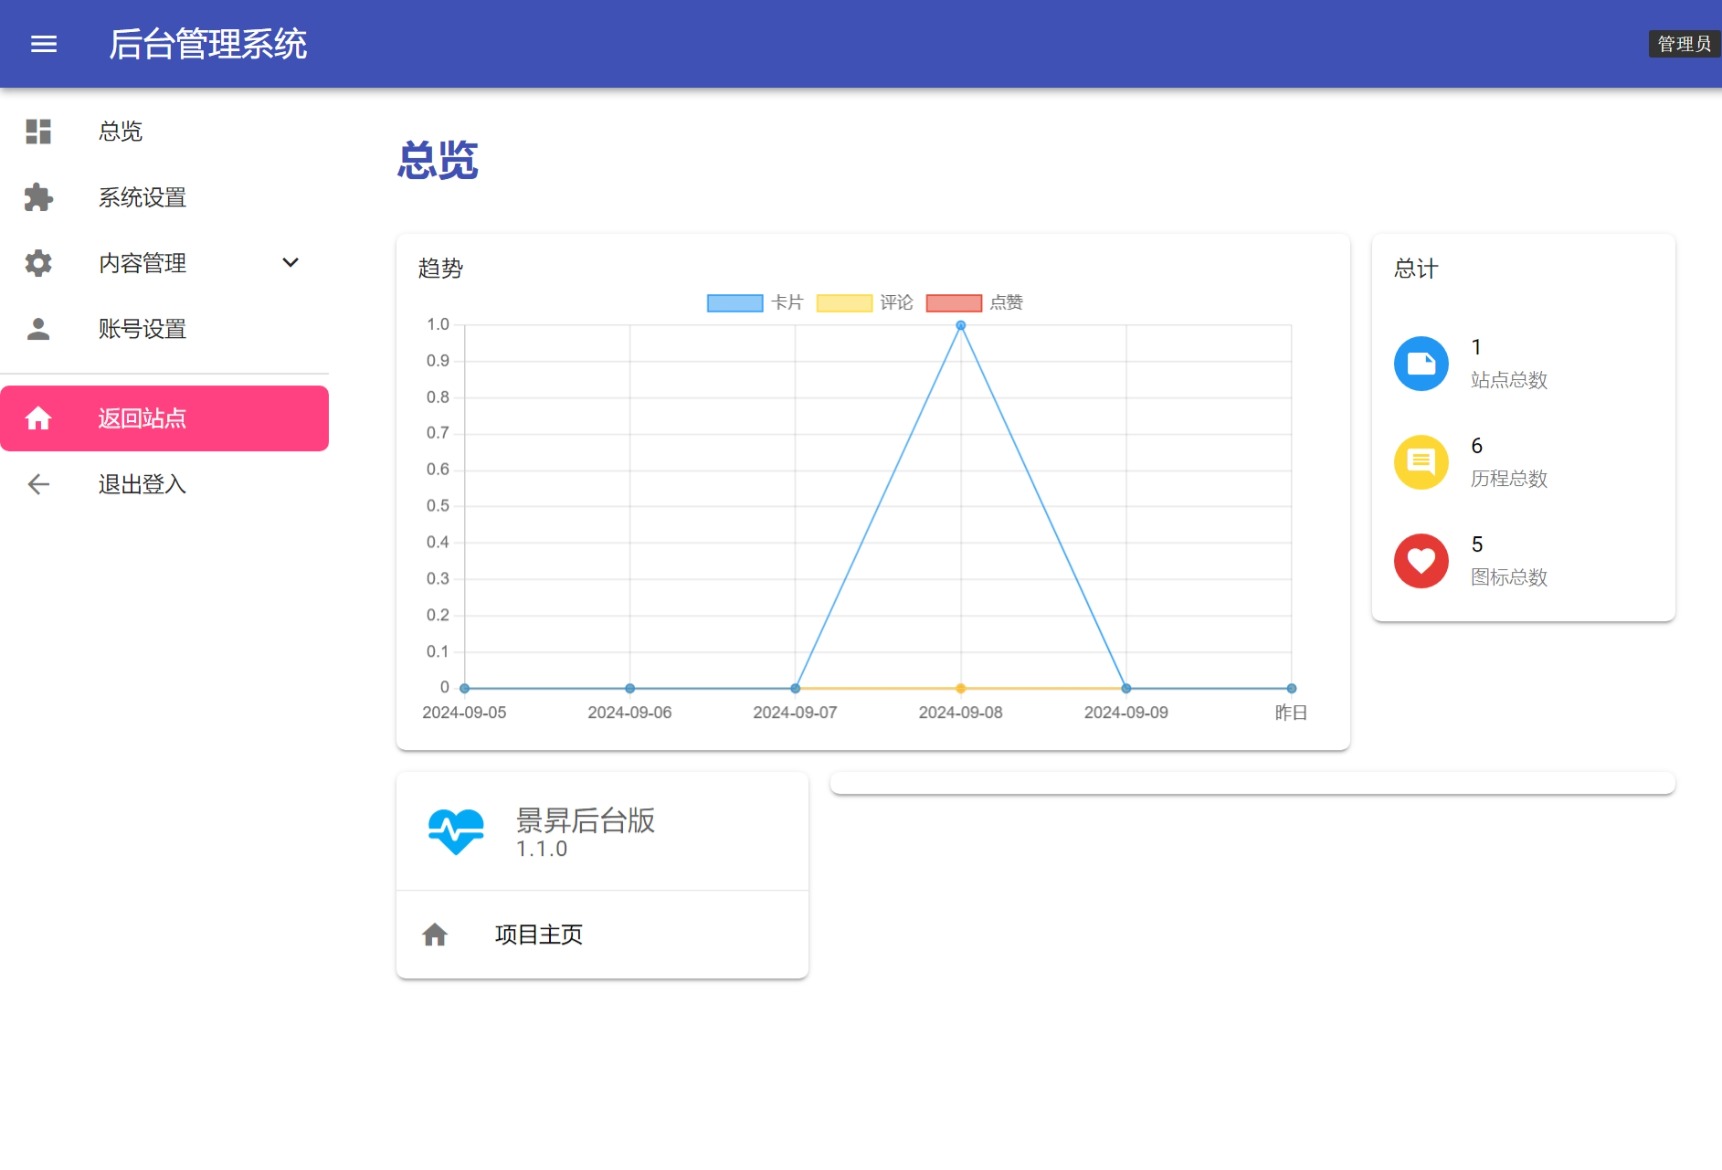 后台管理系统
管理员
总览
系统设置
内容管理
账号设置
返回站点
退出登入
总览
趋势
卡片 评论 点赞
1.0
0.9
0.8
0.7
0.6
0.5
0.4
0.3
0.2
0.1
0
2024-09-05 2024-09-06 2024-09-07 2024-09-08 2024-09-09 昨日
总计
1
站点总数
6
历程总数
5
图标总数
景昇后台版
1.1.0
项目主页